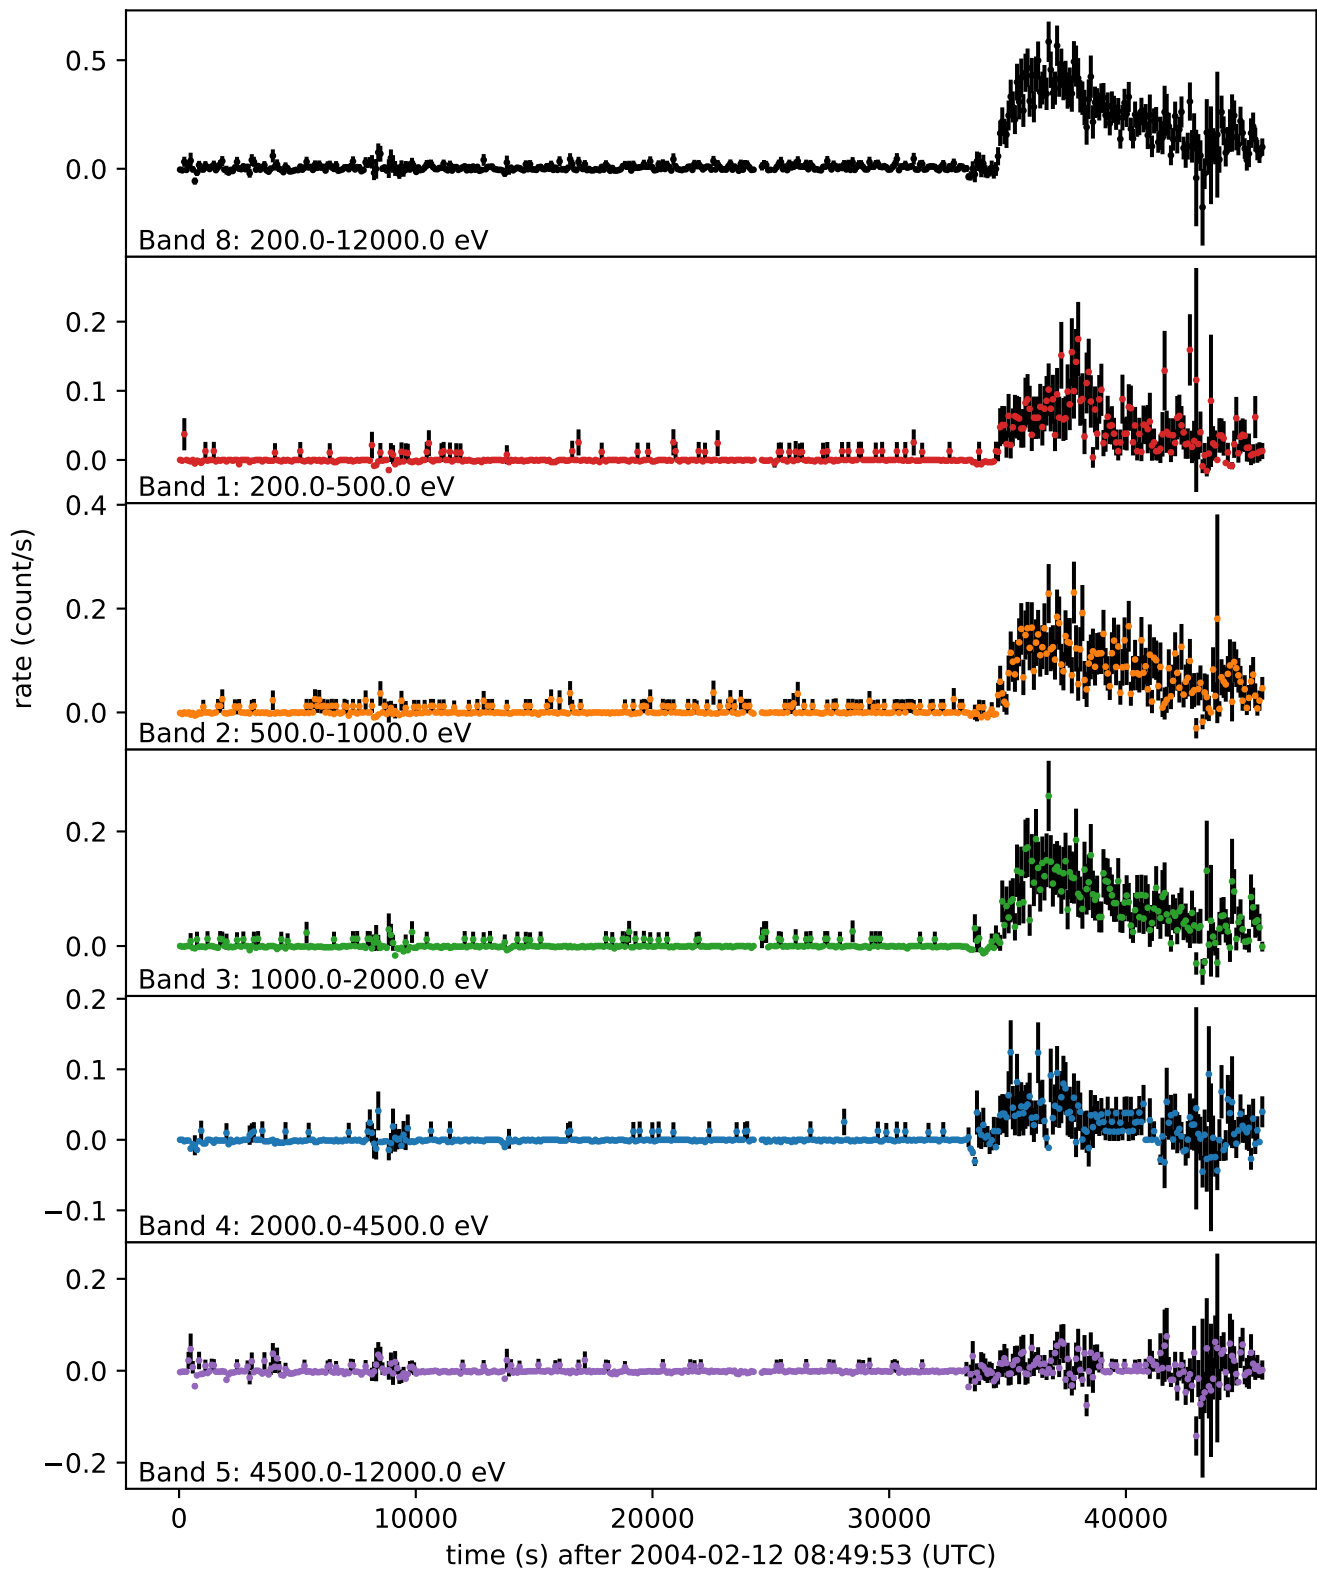 0.5
0.0
Band 8: 200.0-12000.0 eV
0.2
0.1
0.0
Band 1: 200.0-500.0 eV
0.4
0.2
0.0
Band 2: 500.0-1000.0 eV
rate (count/s)
0.2
0.0
Band 3: 1000.0-2000.0 eV
0.2
0.1
0.0
−0.1
Band 4: 2000.0-4500.0 eV
0.2
0.0
−0.2
Band 5: 4500.0-12000.0 eV
0 10000 20000 30000 40000
time (s) after 2004-02-12 08:49:53 (UTC)